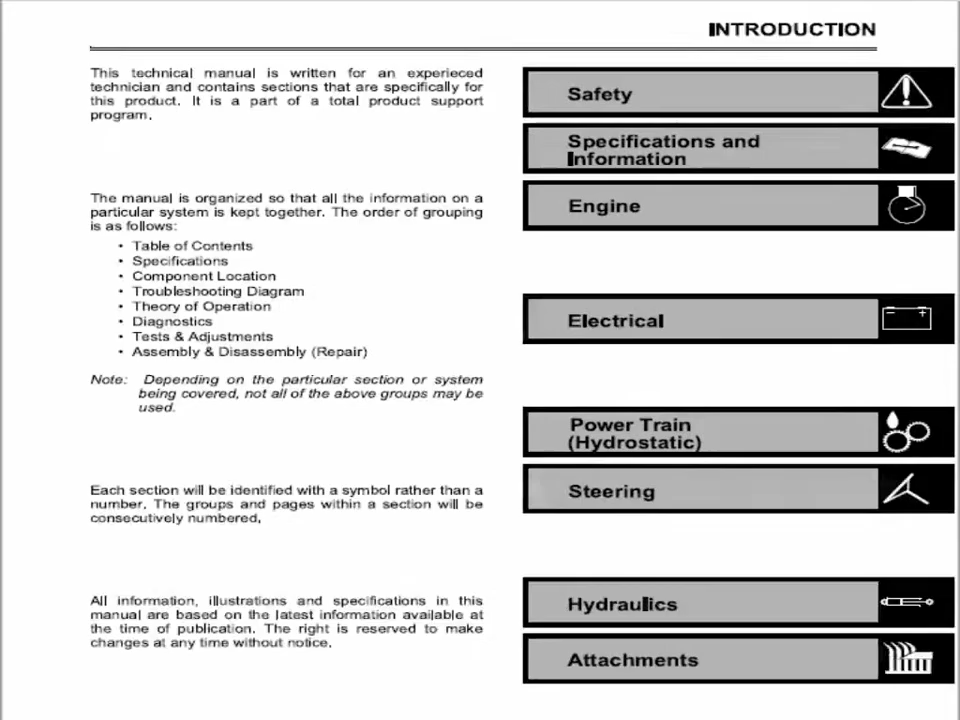 INTRODUCTION
This technical manual is written for an experieced
technician and contains sections that are specifically for
this product. It is a part of a total product support
program.
The manual is organized so that all the information on a
particular system is kept together. The order of grouping
is as follows:
• Table of Contents
• Specifications
• Component Location
• Troubleshooting Diagram
• Theory of Operation
• Diagnostics
• Tests & Adjustments
• Assembly & Disassembly (Repair)
Note: Depending on the particular section or system
being covered, not all of the above groups may be
used.
Each section will be identified with a symbol rather than a
number. The groups and pages within a section will be
consecutively numbered.
All information, illustrations and specifications in this
manual are based on the latest information available at
the time of publication. The right is reserved to make
changes at any time without notice.
Safety
Specifications and
Information
Engine
Electrical
Power Train
(Hydrostatic)
Steering
Hydraulics
Attachments